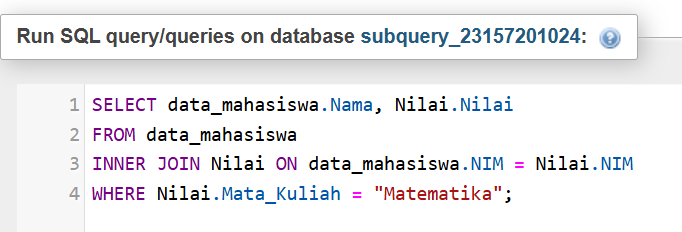 Run SQL query/queries on database subquery_23157201024:
1 SELECT data_mahasiswa.Nama, Nilai.Nilai
2 FROM data_mahasiswa
3 INNER JOIN Nilai ON data_mahasiswa.NIM = Nilai.NIM
4 WHERE Nilai.Mata_Kuliah = "Matematika";